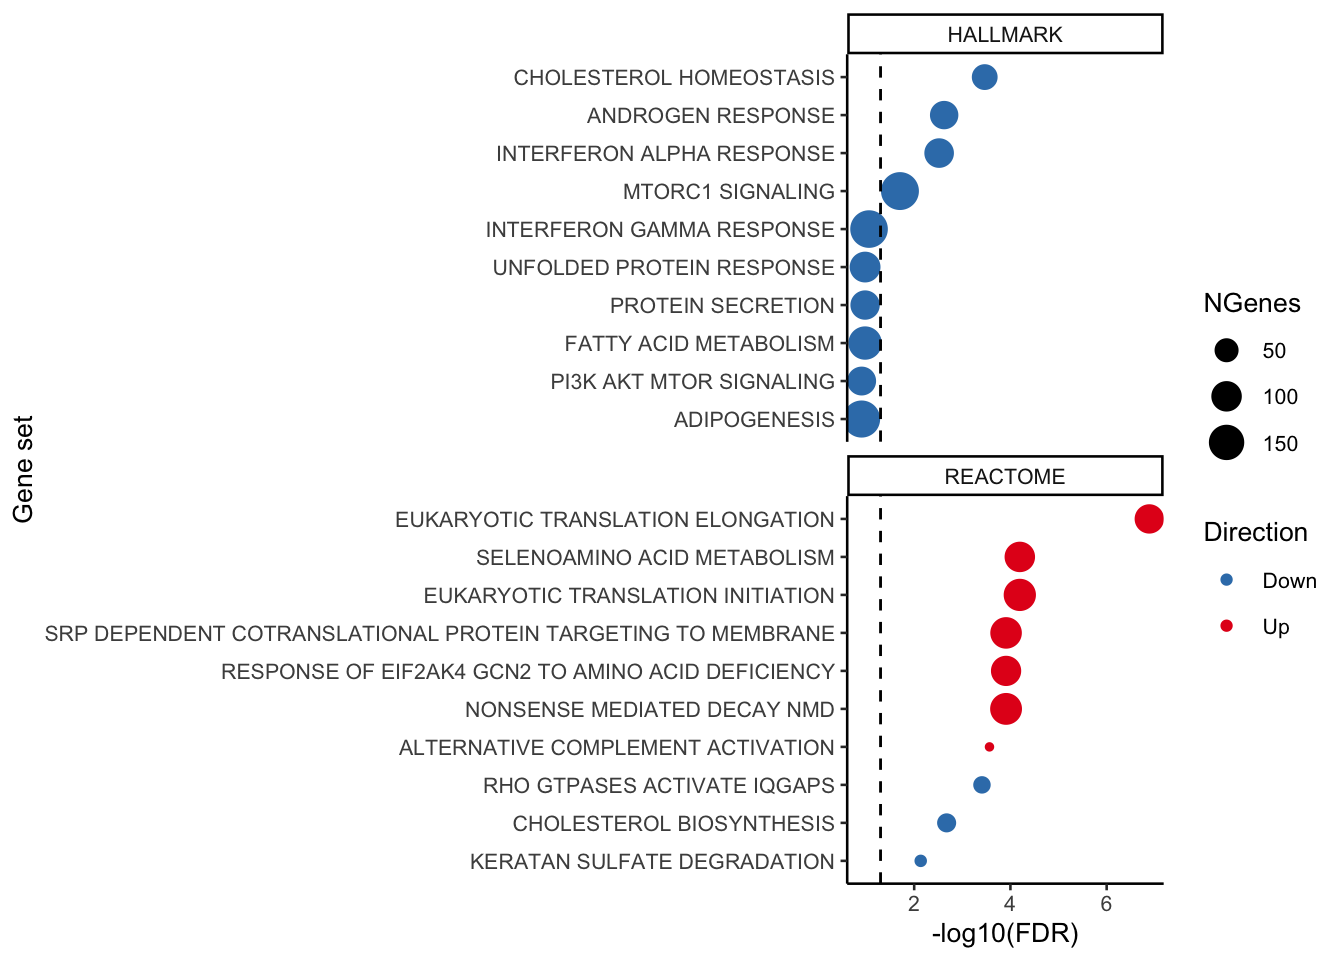 HALLMARK
CHOLESTEROL HOMEOSTASIS
ANDROGEN RESPONSE
INTERFERON ALPHA RESPONSE
MTORC1 SIGNALING
INTERFERON GAMMA RESPONSE
UNFOLDED PROTEIN RESPONSE
PROTEIN SECRETION
FATTY ACID METABOLISM
PI3K AKT MTOR SIGNALING
ADIPOGENESIS
REACTOME
EUKARYOTIC TRANSLATION ELONGATION
SELENOAMINO ACID METABOLISM
EUKARYOTIC TRANSLATION INITIATION
SRP DEPENDENT COTRANSLATIONAL PROTEIN TARGETING TO MEMBRANE
RESPONSE OF EIF2AK4 GCN2 TO AMINO ACID DEFICIENCY
NONSENSE MEDIATED DECAY NMD
ALTERNATIVE COMPLEMENT ACTIVATION
RHO GTPASES ACTIVATE IQGAPS
CHOLESTEROL BIOSYNTHESIS
KERATAN SULFATE DEGRADATION
2 4 6
-log10(FDR)
Gene set
NGenes
50
100
150
Direction
Down
Up